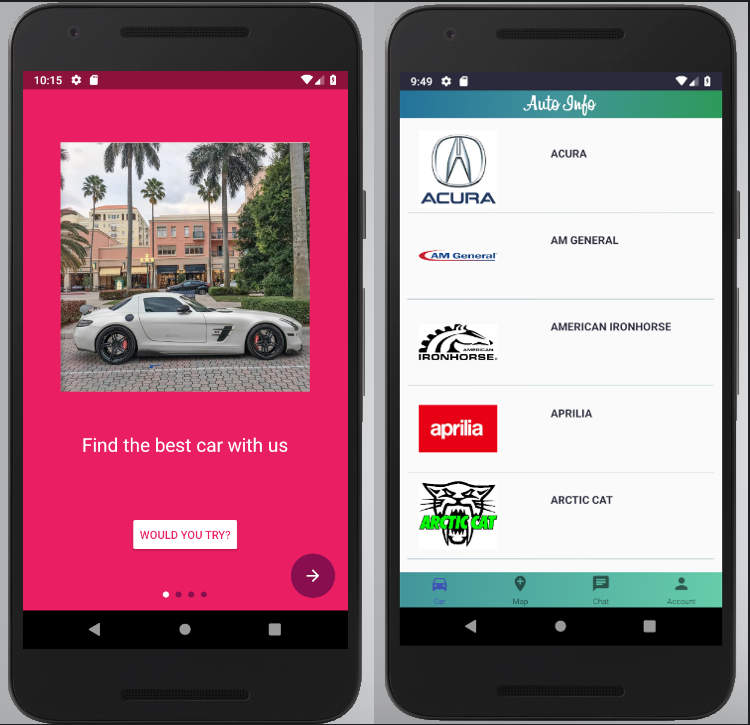 10:15
Find the best car with us
WOULD YOU TRY?
9:49
Auto Info
ACURA
ACURA
AM General
AM GENERAL
AMERICAN
IRONHORSE
AMERICAN IRONHORSE
aprilia
APRILIA
ARCTIC CAT
ARCTIC CAT
Car Map Chat Account